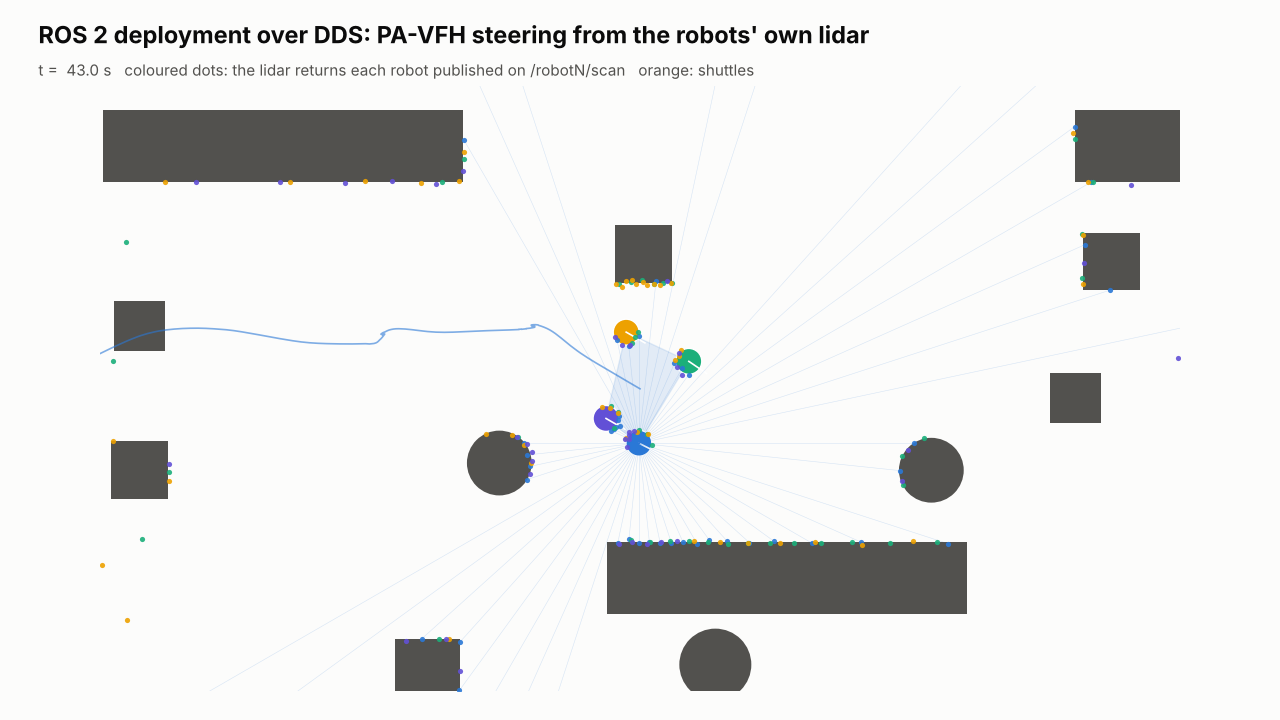 ROS 2 deployment over DDS: PA-VFH steering from the robots' own lidar
t =  43.0 s   coloured dots: the lidar returns each robot published on /robotN/scan   orange: shuttles